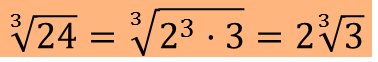 ∛24 = ∛(2³ · 3) = 2∛3